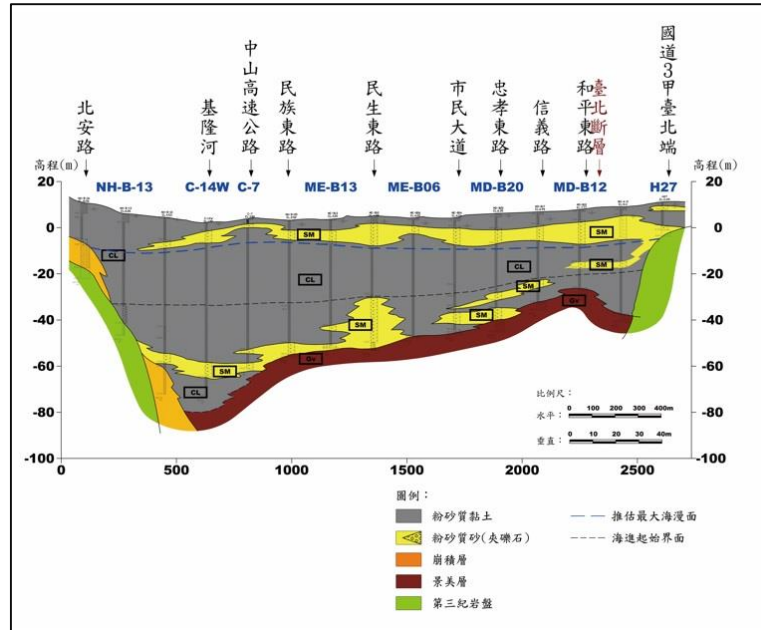 北安路
基隆河
中山高速公路
民族東路
民生東路
市民大道
忠孝東路
信義路
和平東路
臺北斷層
國道3甲臺北端
高程(m)
高程(m)
NH-B-13 C-14W C-7 ME-B13 ME-B06 MD-B20 MD-B12 H27
20 20
0 0
-20 -20
-40 -40
-60 -60
-80 -80
-100 -100
SM
SM
CL
CL
CL
SM
SM
SM
SM
Gv
Gv
SM
CL
比例尺：
水平：
0 100 200 300 400m
垂直：
0 10 20 30 40m
0 500 1000 1500 2000 2500
圖例：
粉砂質黏土
粉砂質砂(夾礫石)
崩積層
景美層
第三紀岩盤
推估最大海漫面
海進起始界面